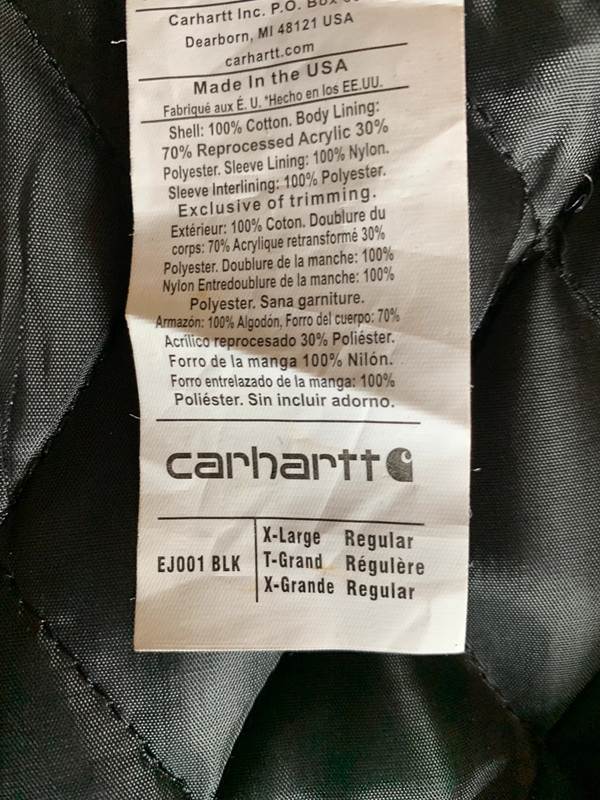 Carhartt Inc. P.O. Box
Dearborn, MI 48121 USA
carhartt.com
Made In the USA
Fabriqué aux É. U. *Hecho en los EE.UU.
Shell: 100% Cotton. Body Lining:
70% Reprocessed Acrylic 30%
Polyester. Sleeve Lining: 100% Nylon.
Sleeve Interlining: 100% Polyester.
Exclusive of trimming.
Extérieur: 100% Coton. Doublure du
corps: 70% Acrylique retransformé 30%
Polyester. Doublure de la manche: 100%
Nylon Entredoublure de la manche: 100%
Polyester. Sana garniture.
Armazón: 100% Algodón, Forro del cuerpo: 70%
Acrílico reprocesado 30% Poliéster.
Forro de la manga 100% Nilón.
Forro entrelazado de la manga: 100%
Poliéster. Sin incluir adorno.
carhartt
EJ001 BLK
X-Large Regular
T-Grand Régulère
X-Grande Regular